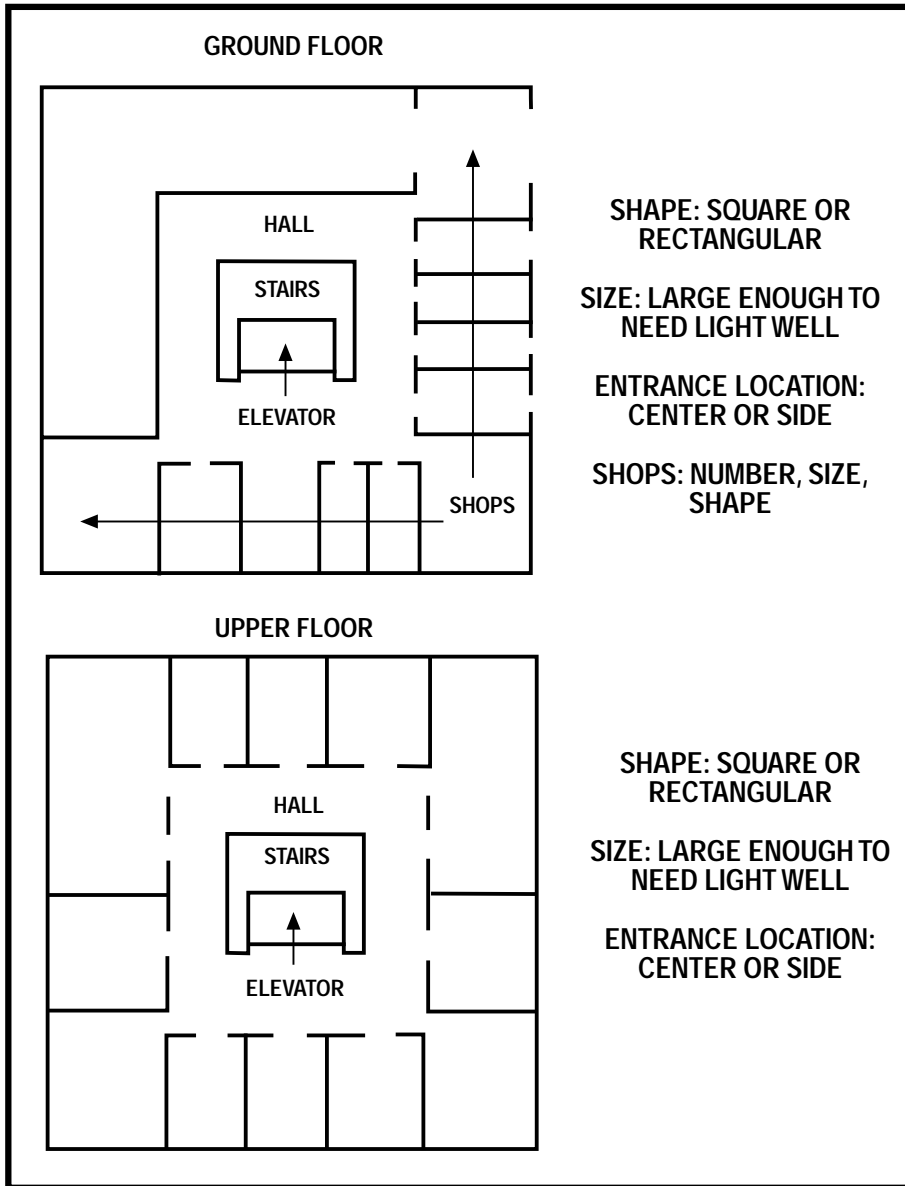 GROUND FLOOR
HALL
STAIRS
ELEVATOR
SHOPS
SHAPE: SQUARE OR
RECTANGULAR
SIZE: LARGE ENOUGH TO
NEED LIGHT WELL
ENTRANCE LOCATION:
CENTER OR SIDE
SHOPS: NUMBER, SIZE,
SHAPE
UPPER FLOOR
HALL
STAIRS
ELEVATOR
SHAPE: SQUARE OR
RECTANGULAR
SIZE: LARGE ENOUGH TO
NEED LIGHT WELL
ENTRANCE LOCATION:
CENTER OR SIDE